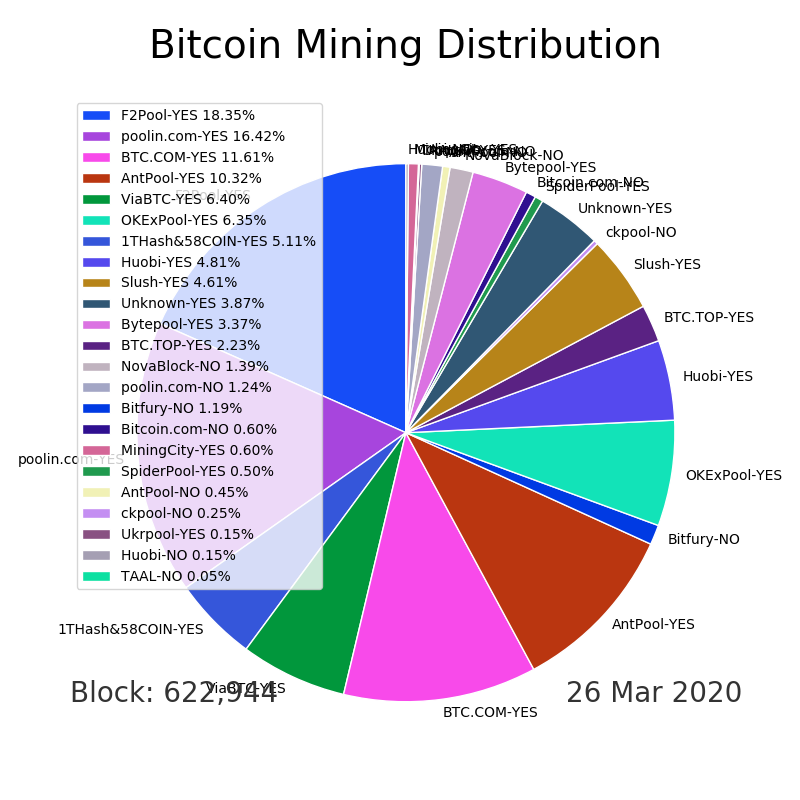 Bitcoin Mining Distribution
F2Pool-YES 18.35%
poolin.com-YES 16.42%
BTC.COM-YES 11.61%
AntPool-YES 10.32%
ViaBTC-YES 6.40%
OKExPool-YES 6.35%
1THash&58COIN-YES 5.11%
Huobi-YES 4.81%
Slush-YES 4.61%
Unknown-YES 3.87%
Bytepool-YES 3.37%
BTC.TOP-YES 2.23%
NovaBlock-NO 1.39%
poolin.com-NO 1.24%
Bitfury-NO 1.19%
Bitcoin.com-NO 0.60%
MiningCity-YES 0.60%
SpiderPool-YES 0.50%
AntPool-NO 0.45%
ckpool-NO 0.25%
Ukrpool-YES 0.15%
Huobi-NO 0.15%
TAAL-NO 0.05%
NovaBlock-NO
Bytepool-YES
Bitcoin.com-NO
SpiderPool-YES
Unknown-YES
ckpool-NO
Slush-YES
BTC.TOP-YES
Huobi-YES
OKExPool-YES
Bitfury-NO
AntPool-YES
BTC.COM-YES
ViaBTC-YES
1THash&58COIN-YES
poolin.com-YES
F2Pool-YES
Block: 622,944
26 Mar 2020